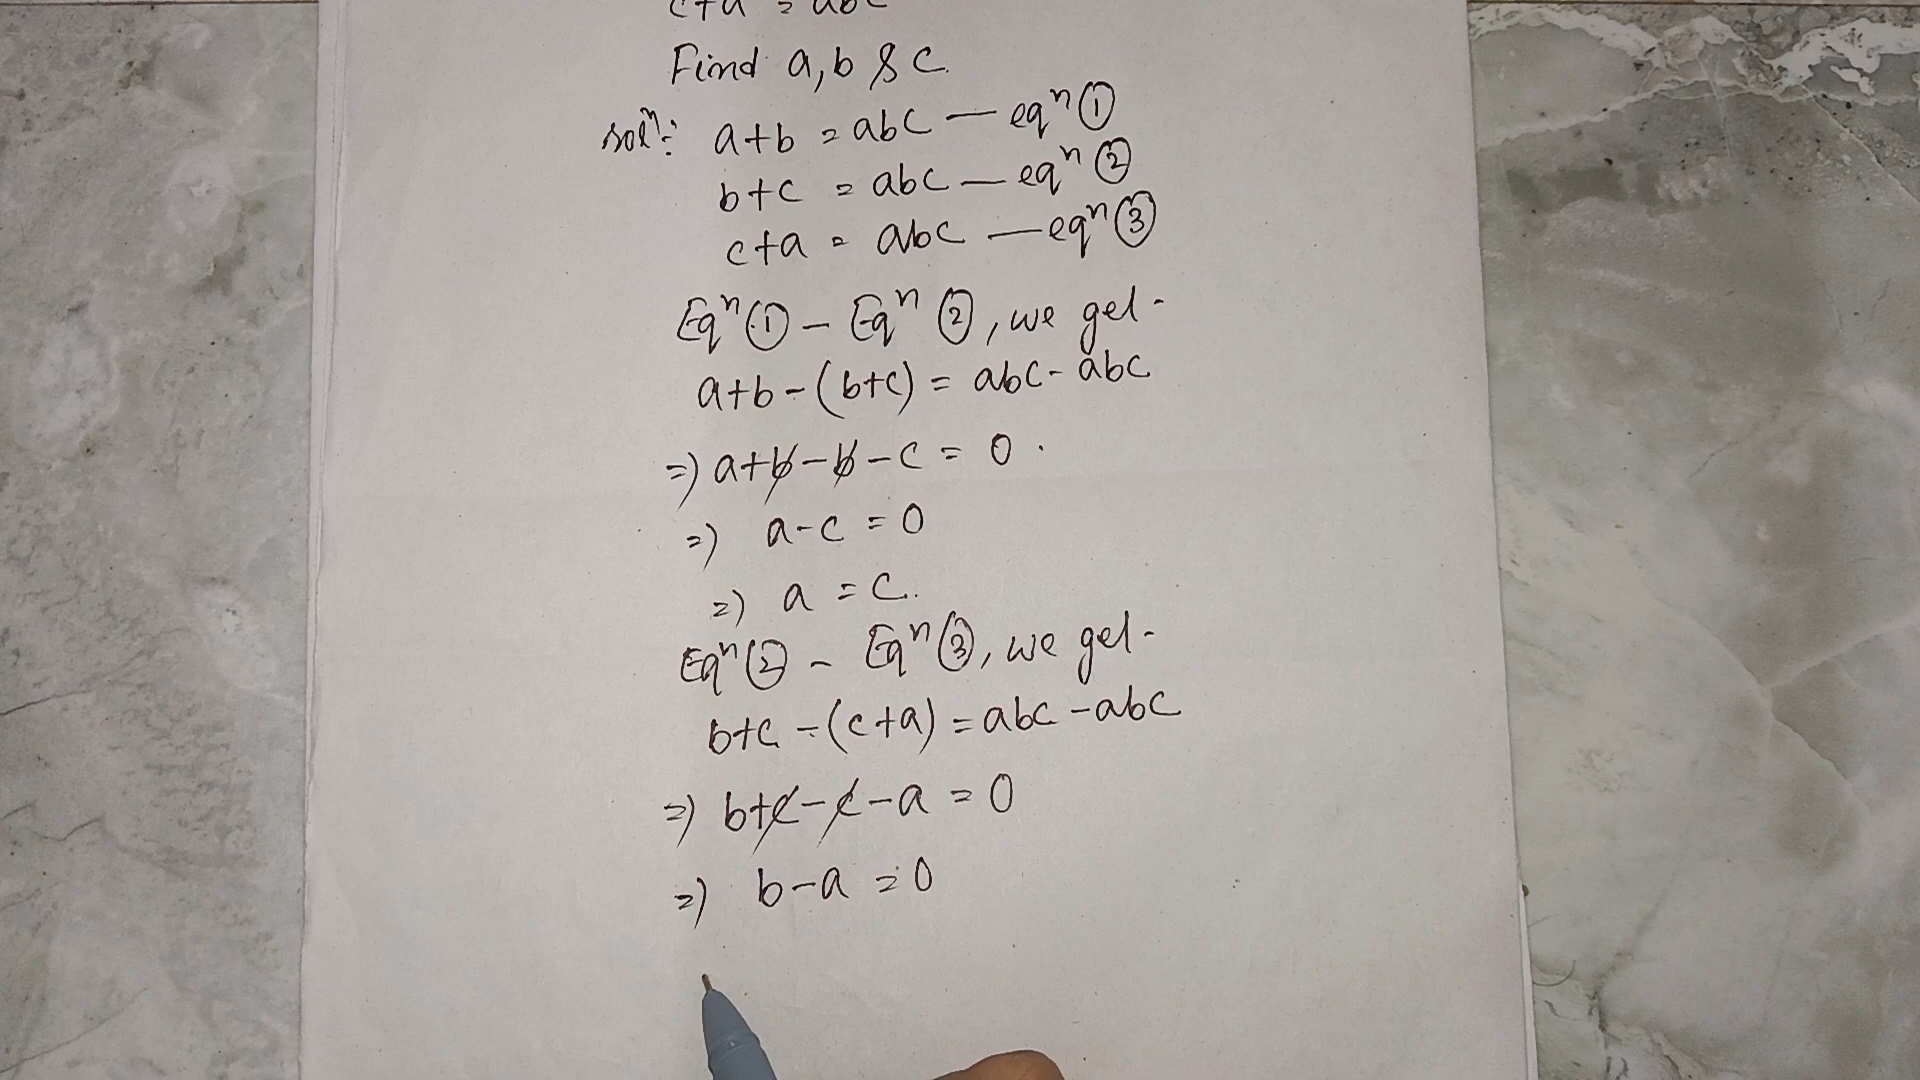 c+a = abc
Find a,b & c
solⁿ: a+b = abc — eqⁿ ①
b+c = abc — eqⁿ ②
c+a = abc — eqⁿ ③
Eqⁿ ① - Eqⁿ ②, we get-
a+b-(b+c) = abc-abc
=) a+b-b-c = 0.
=) a-c = 0
=) a = c.
Eqⁿ ② - Eqⁿ ③, we get-
b+c-(c+a) = abc-abc
=) b+c-c-a = 0
=) b-a = 0